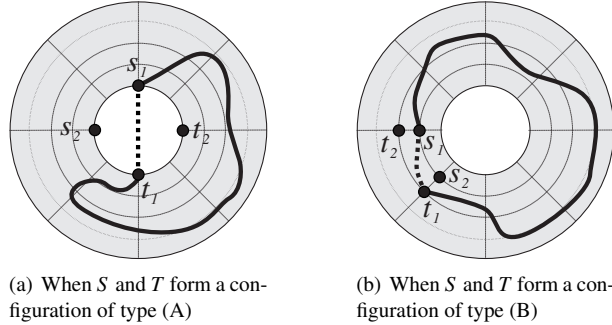 s1
s2
t2
t1
t2
s1
s2
t1
(a) When S and T form a con-
figuration of type (A)
(b) When S and T form a con-
figuration of type (B)